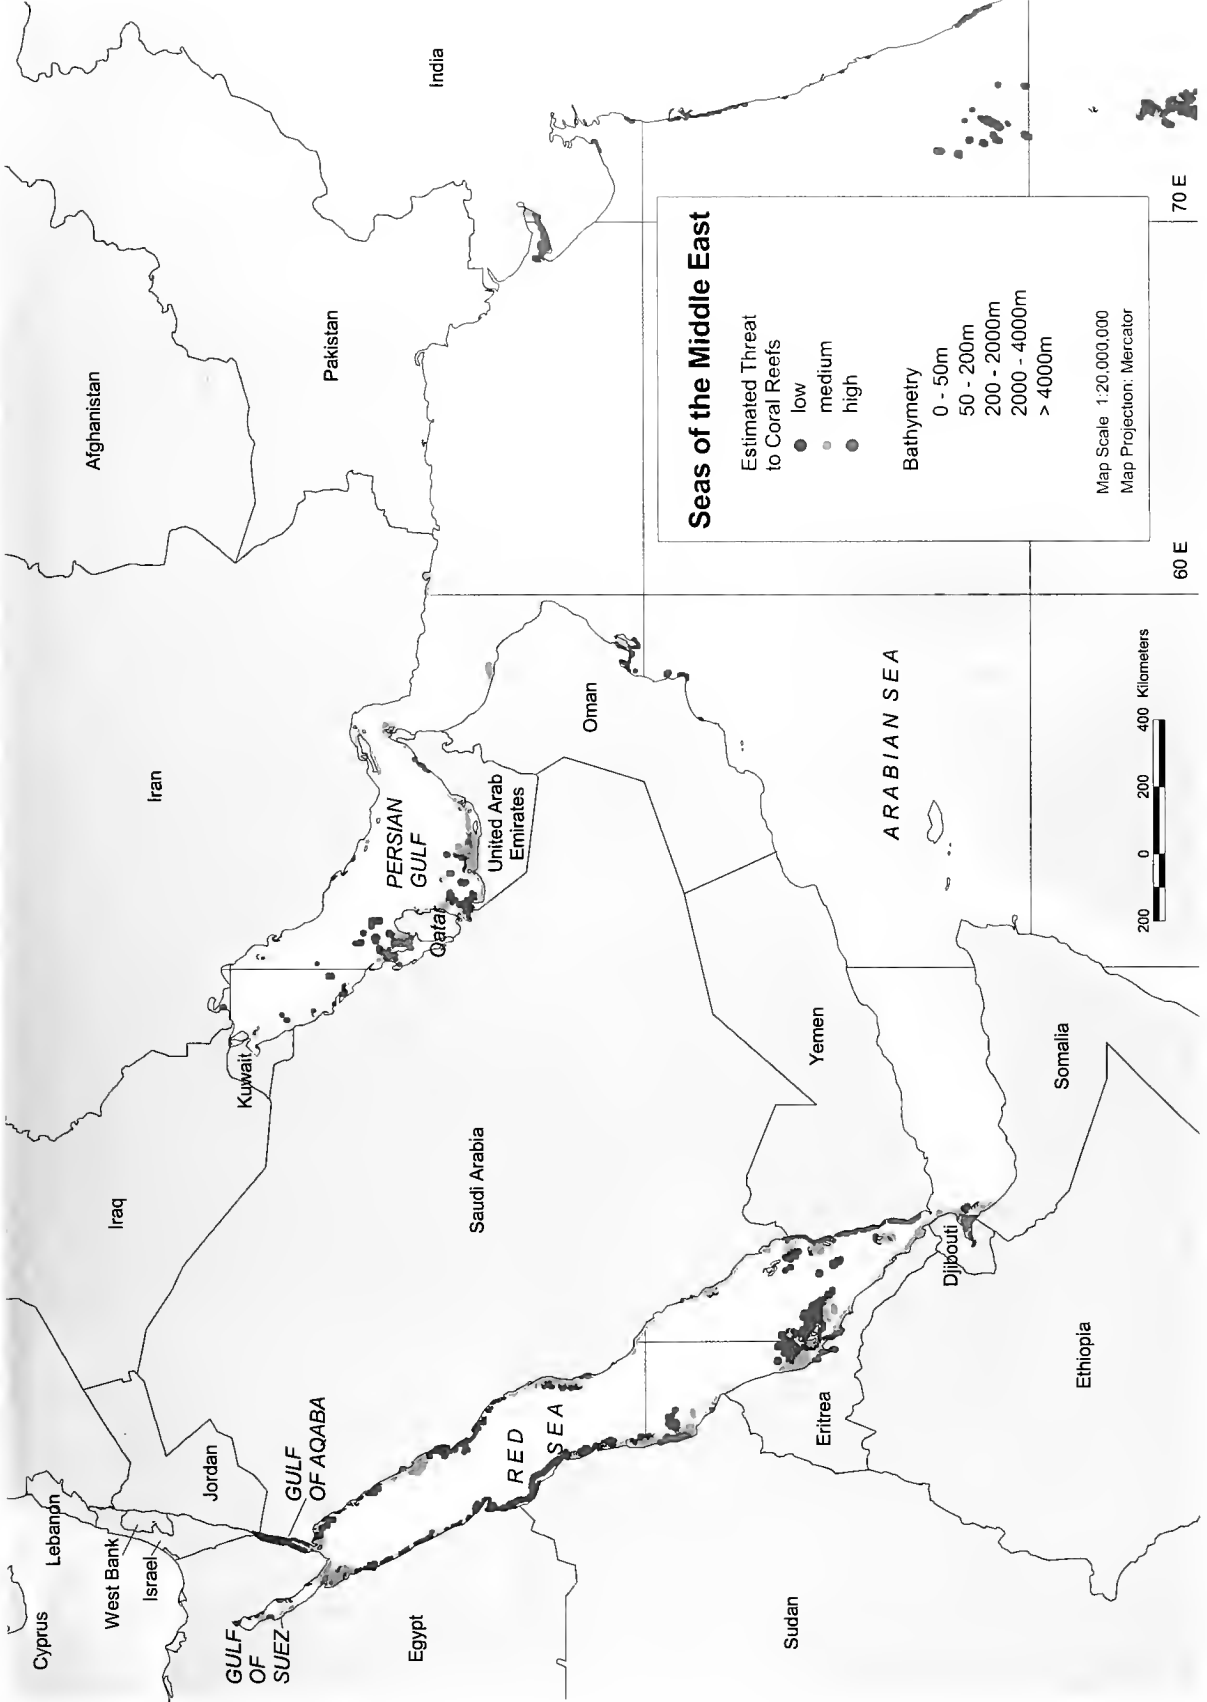 Cyprus
Lebanon
West Bank
Israel
Jordan
GULF
OF
SUEZ
GULF
OF AQABA
Egypt
Sudan
Iraq
Kuwait
Saudi Arabia
RED
SEA
Eritrea
Ethiopia
Djibouti
Somalia
Yemen
Oman
Iran
PERSIAN
GULF
Qatar
United Arab
Emirates
Afghanistan
Pakistan
India
ARABIAN SEA
Seas of the Middle East
Estimated Threat
to Coral Reefs
low
medium
high
Bathymetry
0 - 50m
50 - 200m
200 - 2000m
2000 - 4000m
> 4000m
Map Scale 1:20,000,000
Map Projection: Mercator
200 0 200 400 Kilometers
60 E
70 E